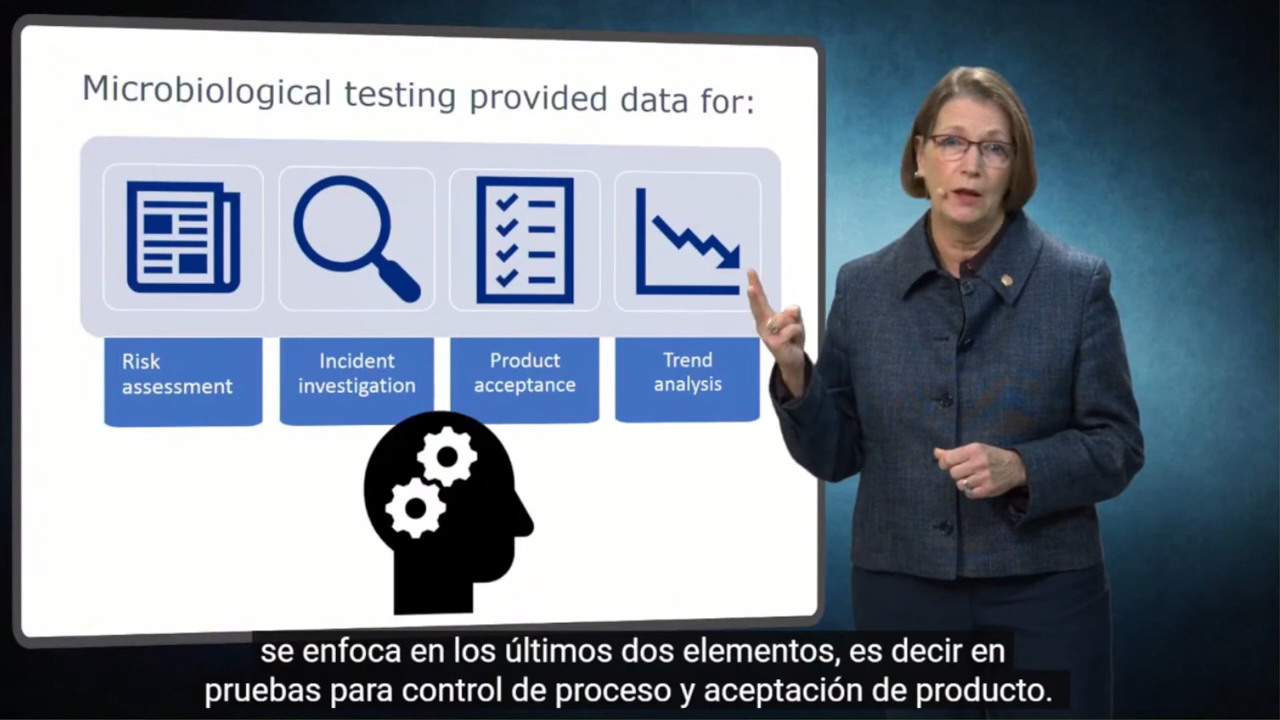 Microbiological testing provided data for:
Risk
assessment
Incident
investigation
Product
acceptance
Trend
analysis
se enfoca en los últimos dos elementos, es decir en
pruebas para control de proceso y aceptación de producto.